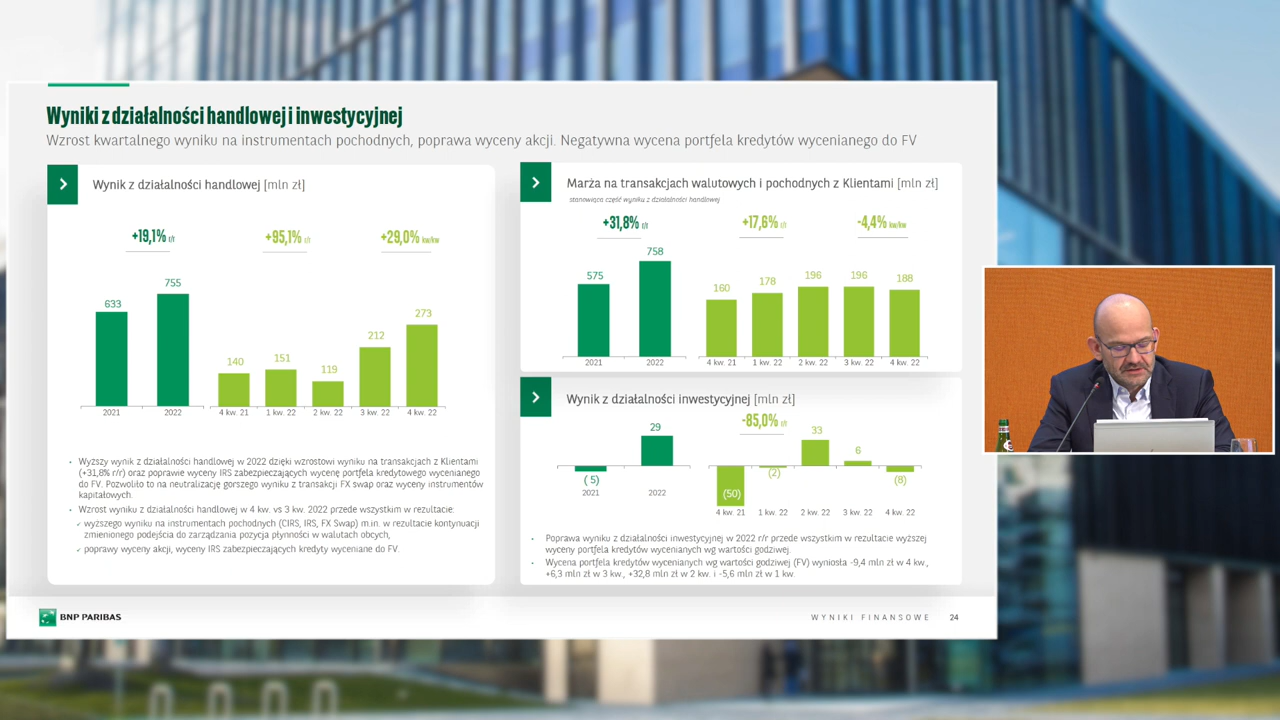 Wyniki z działalności handlowej i inwestycyjnej
Wzrost kwartalnego wyniku na instrumentach pochodnych, poprawa wyceny akcji. Negatywna wycena portfela kredytów wycenianego do FV
Wynik z działalności handlowej [mln zł]
+19,1% r/r
+95,1% r/r
+29,0% kw/kw
633
755
140
151
119
212
273
2021
2022
4 kw. 21
1 kw. 22
2 kw. 22
3 kw. 22
4 kw. 22
• Wyższy wynik z działalności handlowej w 2022 dzięki wzrostowi wyniku na transakcjach z Klientami
(+31,8% r/r) oraz poprawie wyceny IRS zabezpieczających wycenę portfela kredytowego wycenianego
do FV. Pozwoliło to na neutralizację gorszego wyniku z transakcji FX swap oraz wyceny instrumentów
kapitałowych.
• Wzrost wyniku z działalności handlowej w 4 kw. vs 3 kw. 2022 przede wszystkim w rezultacie:
✓ wyższego wyniku na instrumentach pochodnych (CIRS, IRS, FX Swap) m.in. w rezultacie kontynuacji
zmienionego podejścia do zarządzania pozycja płynności w walutach obcych,
✓ poprawy wyceny akcji, wyceny IRS zabezpieczających kredyty wyceniane do FV.
Marża na transakcjach walutowych i pochodnych z Klientami [mln zł]
stanowiąca część wyniku z działalności handlowej
+31,8% r/r
+17,6% r/r
-4,4% kw/kw
575
758
160
178
196
196
188
2021
2022
4 kw. 21
1 kw. 22
2 kw. 22
3 kw. 22
4 kw. 22
Wynik z działalności inwestycyjnej [mln zł]
-85,0% r/r
( 5)
29
(50)
(2)
33
6
(8)
2021
2022
4 kw. 21
1 kw. 22
2 kw. 22
3 kw. 22
4 kw. 22
• Poprawa wyniku z działalności inwestycyjnej w 2022 r/r przede wszystkim w rezultacie wyższej
wyceny portfela kredytów wycenianych wg wartości godziwej.
• Wycena portfela kredytów wycenianych wg wartości godziwej (FV) wyniosła -9,4 mln zł w 4 kw.,
+6,3 mln zł w 3 kw., +32,8 mln zł w 2 kw. i -5,6 mln zł w 1 kw.
BNP PARIBAS
WYNIKI FINANSOWE 24